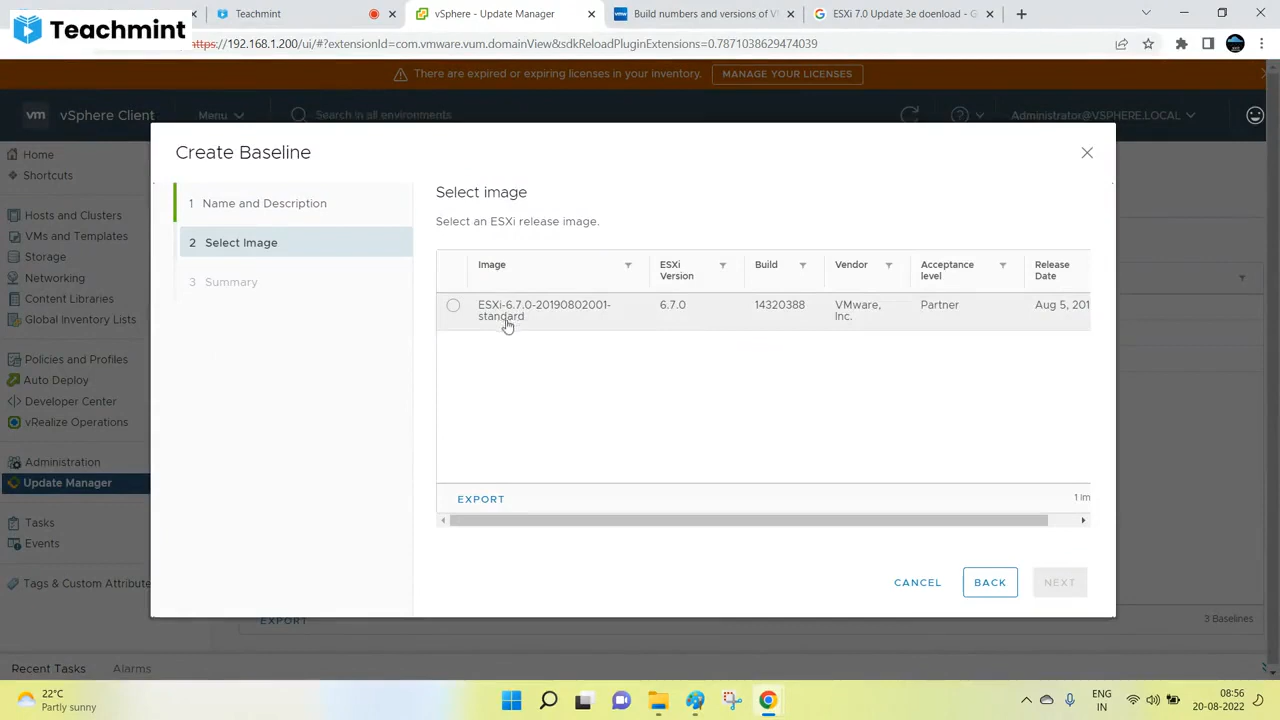 Teachmint
vSphere - Update Manager
Build numbers and versions of VM
ESXi 6.7 Update 3 download - G
https://192.168.1.200/ui/#?extensionId=com.vmware.vum.domainView&sdkReloadPluginExtensions=0.7871038629474039
There are expired or expiring licenses in your inventory.
MANAGE YOUR LICENSES
vm vSphere Client
Menu
Search in all environments
Administrator@VSPHERE.LOCAL
Home
Shortcuts
Hosts and Clusters
VMs and Templates
Storage
Networking
Content Libraries
Global Inventory Lists
Policies and Profiles
Auto Deploy
Developer Center
vRealize Operations
Administration
Update Manager
Tasks
Events
Tags & Custom Attribute
Create Baseline
1 Name and Description
2 Select Image
3 Summary
Select image
Select an ESXi release image.
Image
ESXi Version
Build
Vendor
Acceptance level
Release Date
ESXi-6.7.0-20190802001-
standard
6.7.0
14320388
VMware,
Inc.
Partner
Aug 5, 201
EXPORT
1 Im
CANCEL
BACK
NEXT
EXPORT
3 Baselines
Recent Tasks
Alarms
22°C
Partly sunny
ENG
IN
08:56
20-08-2022